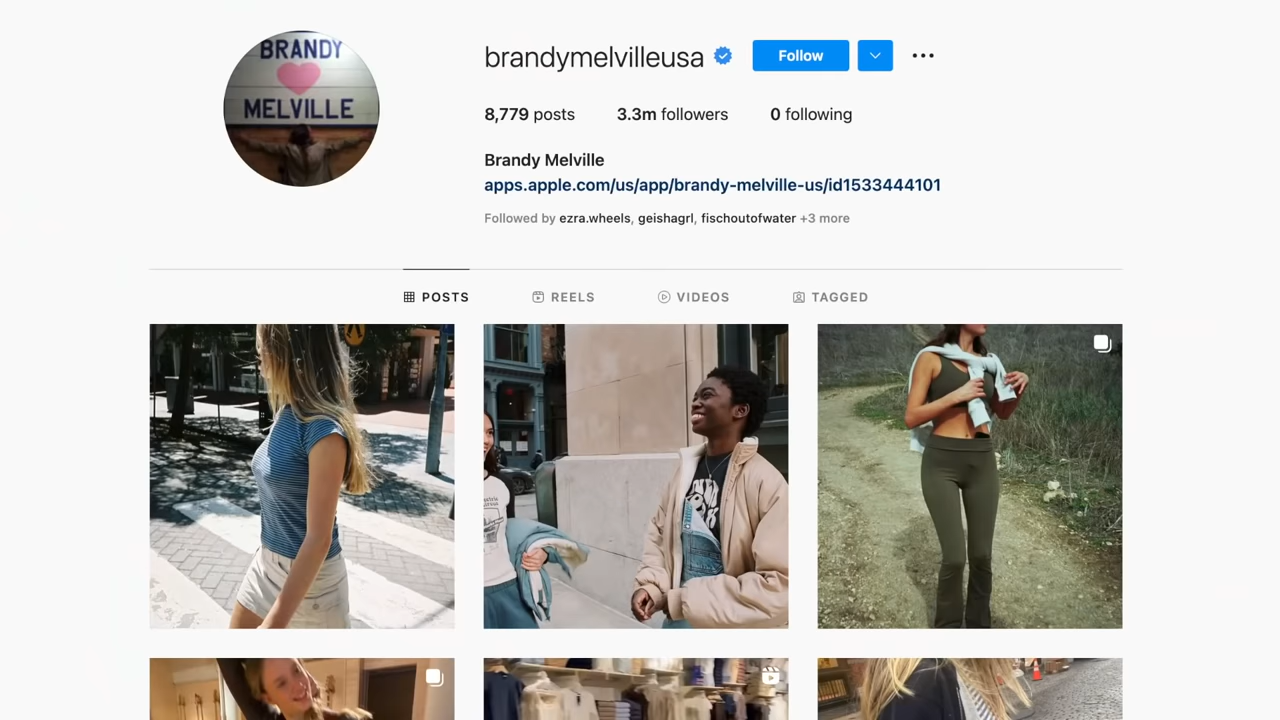 BRANDY
MELVILLE
brandymelvilleusa
Follow
8,779 posts 3.3m followers 0 following
Brandy Melville
apps.apple.com/us/app/brandy-melville-us/id1533444101
Followed by ezra.wheels, geishagrl, fischoutofwater +3 more
POSTS REELS VIDEOS TAGGED